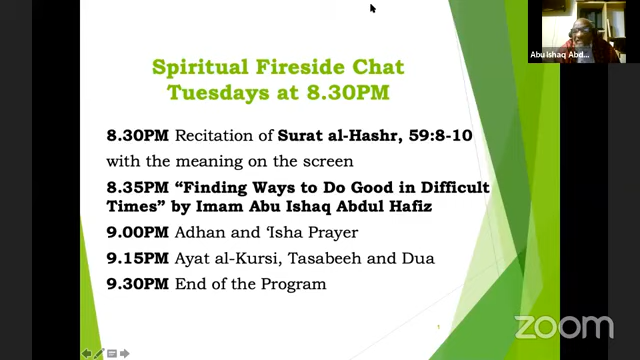 Spiritual Fireside Chat
Tuesdays at 8.30PM
8.30PM Recitation of Surat al-Hashr, 59:8-10
with the meaning on the screen
8.35PM “Finding Ways to Do Good in Difficult
Times” by Imam Abu Ishaq Abdul Hafiz
9.00PM Adhan and ‘Isha Prayer
9.15PM Ayat al-Kursi, Tasabeeh and Dua
9.30PM End of the Program
1
Abu Ishaq Abd...
zoom